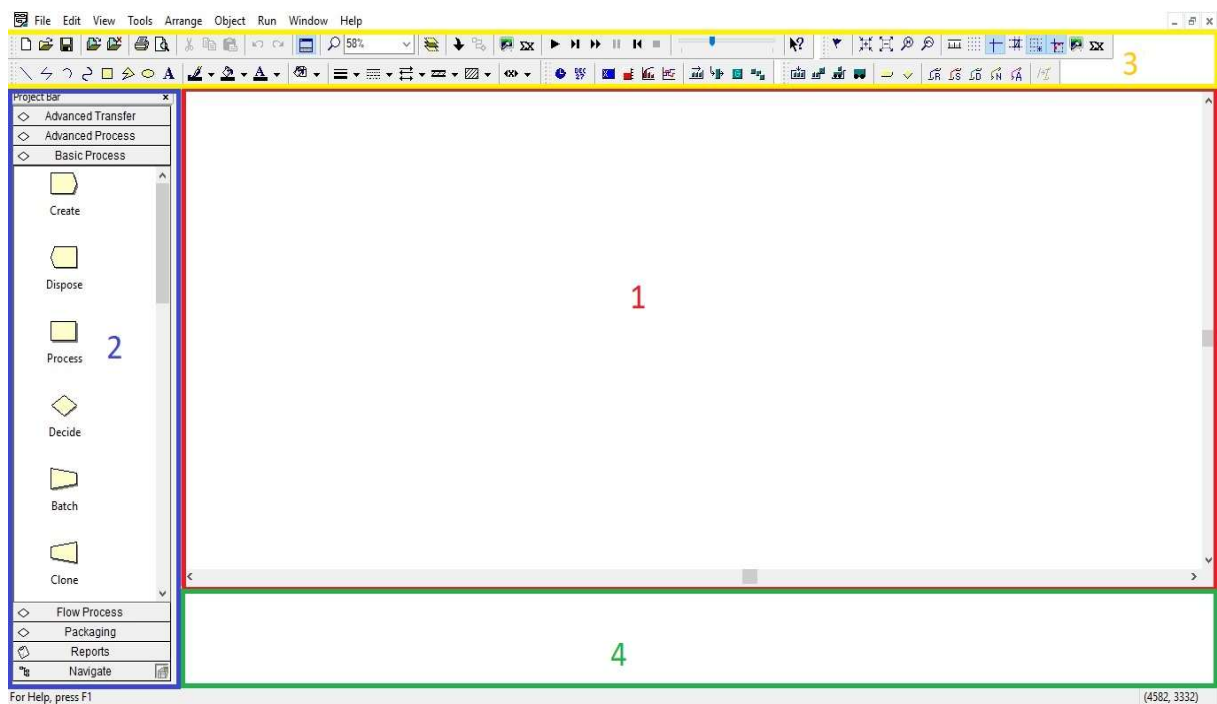 File Edit View Tools Arrange Object Run Window Help
58%
3
Project Bar
Advanced Transfer
Advanced Process
Basic Process
Create
Dispose
Process
2
Decide
Batch
Clone
1
Flow Process
Packaging
Reports
Navigate
4
For Help, press F1
(4582, 3332)